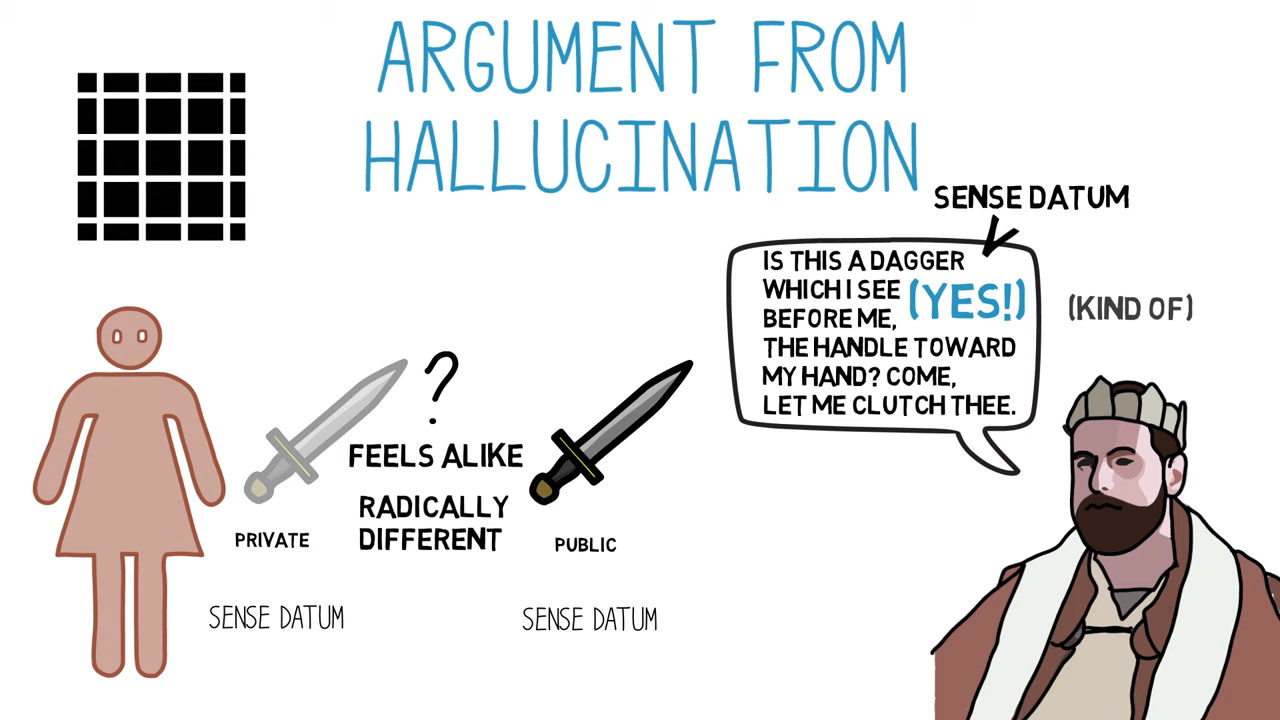 ARGUMENT FROM
HALLUCINATION
SENSE DATUM
IS THIS A DAGGER
WHICH I SEE (YES!)
BEFORE ME,
THE HANDLE TOWARD
MY HAND? COME,
LET ME CLUTCH THEE.
(KIND OF)
?
FEELS ALIKE
RADICALLY
DIFFERENT
PRIVATE
PUBLIC
SENSE DATUM
SENSE DATUM